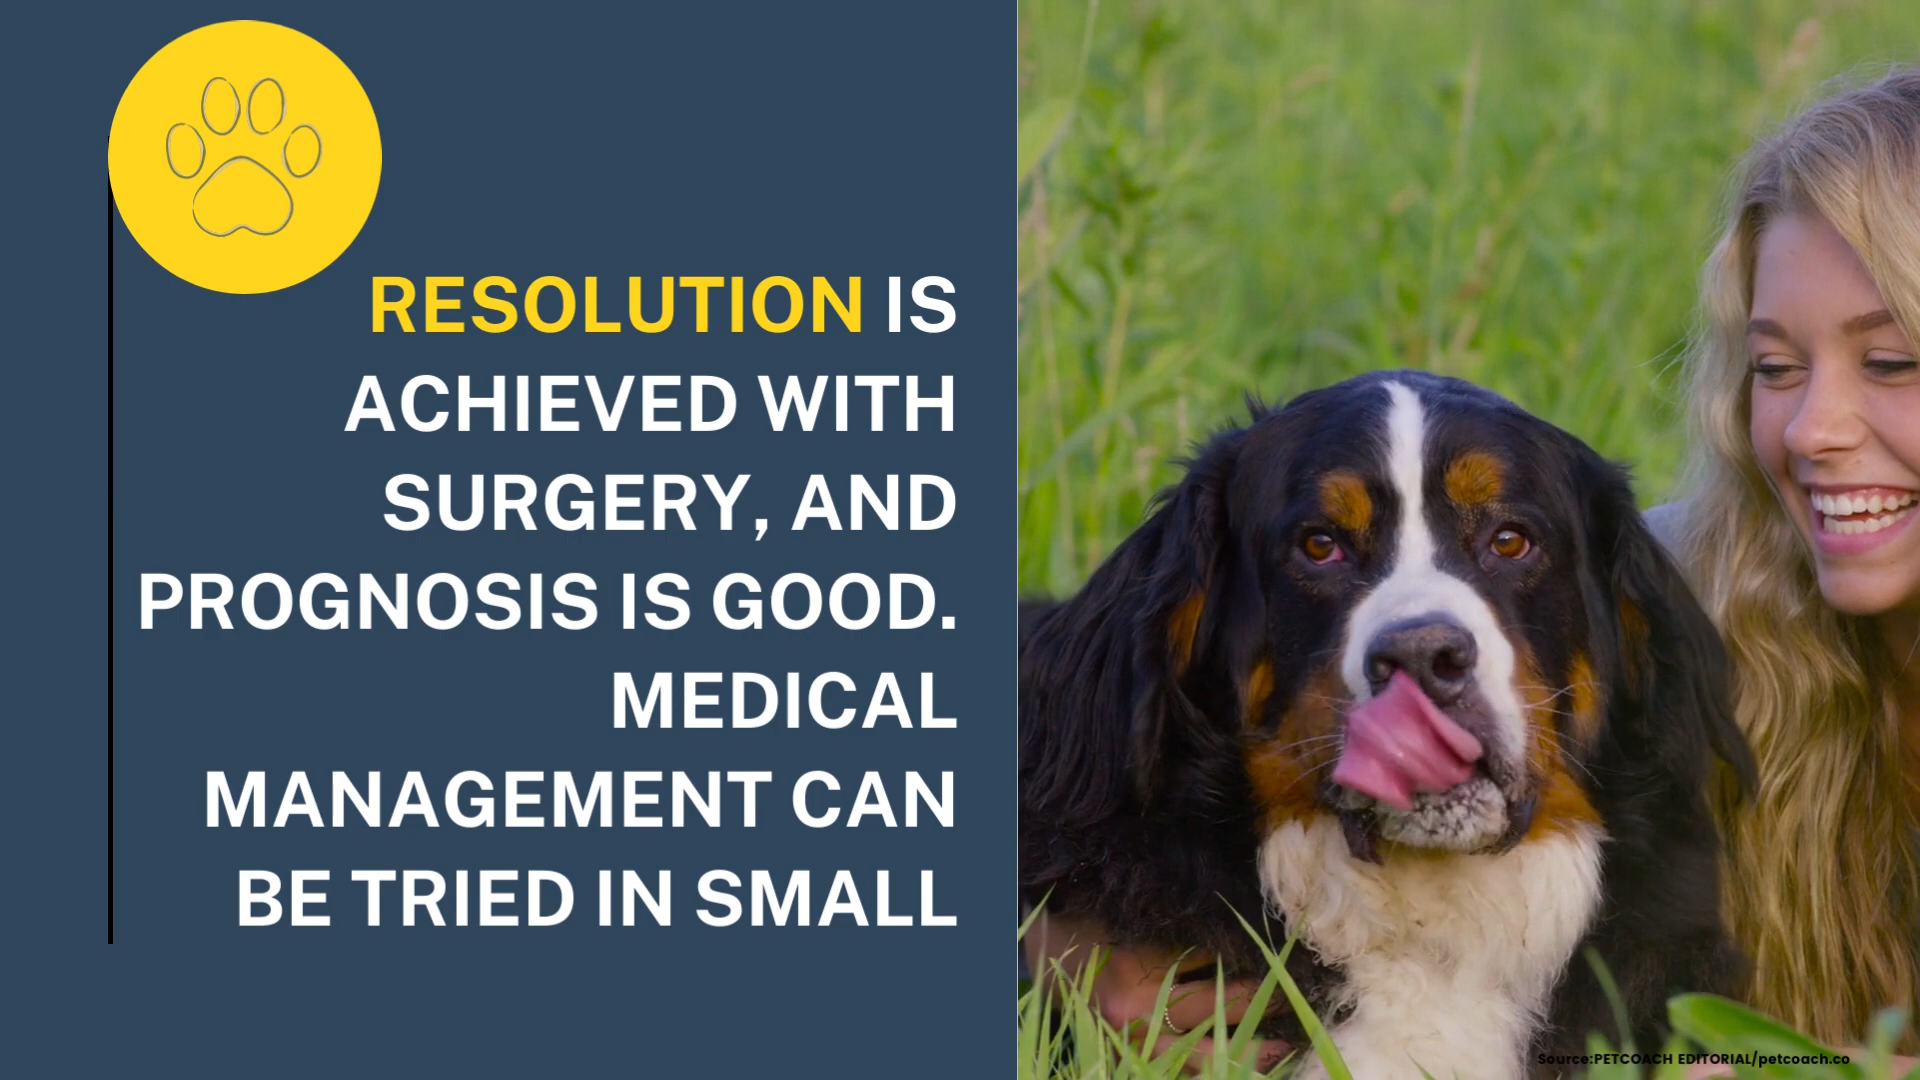 RESOLUTION IS
ACHIEVED WITH
SURGERY, AND
PROGNOSIS IS GOOD.
MEDICAL
MANAGEMENT CAN
BE TRIED IN SMALL
Source:PETCOACH EDITORIAL/petcoach.co